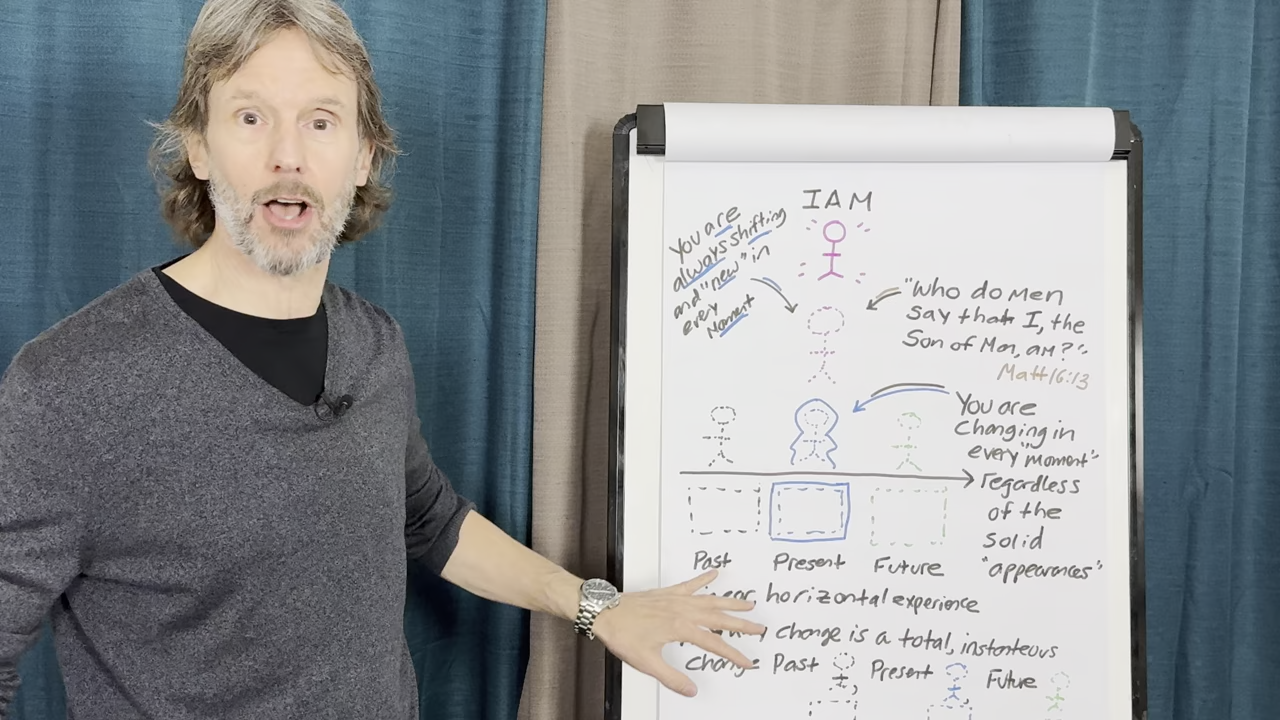 I AM
You are
always shifting
and "new" in
every
Moment
"Who do Men
say that I, the
Son of Man, am?"
Matt 16:13
You are
changing in
every "Moment"
regardless
of the
solid
"appearances"
Past Present Future
horizontal experience
change is a total, instanteous
change Past Present Future